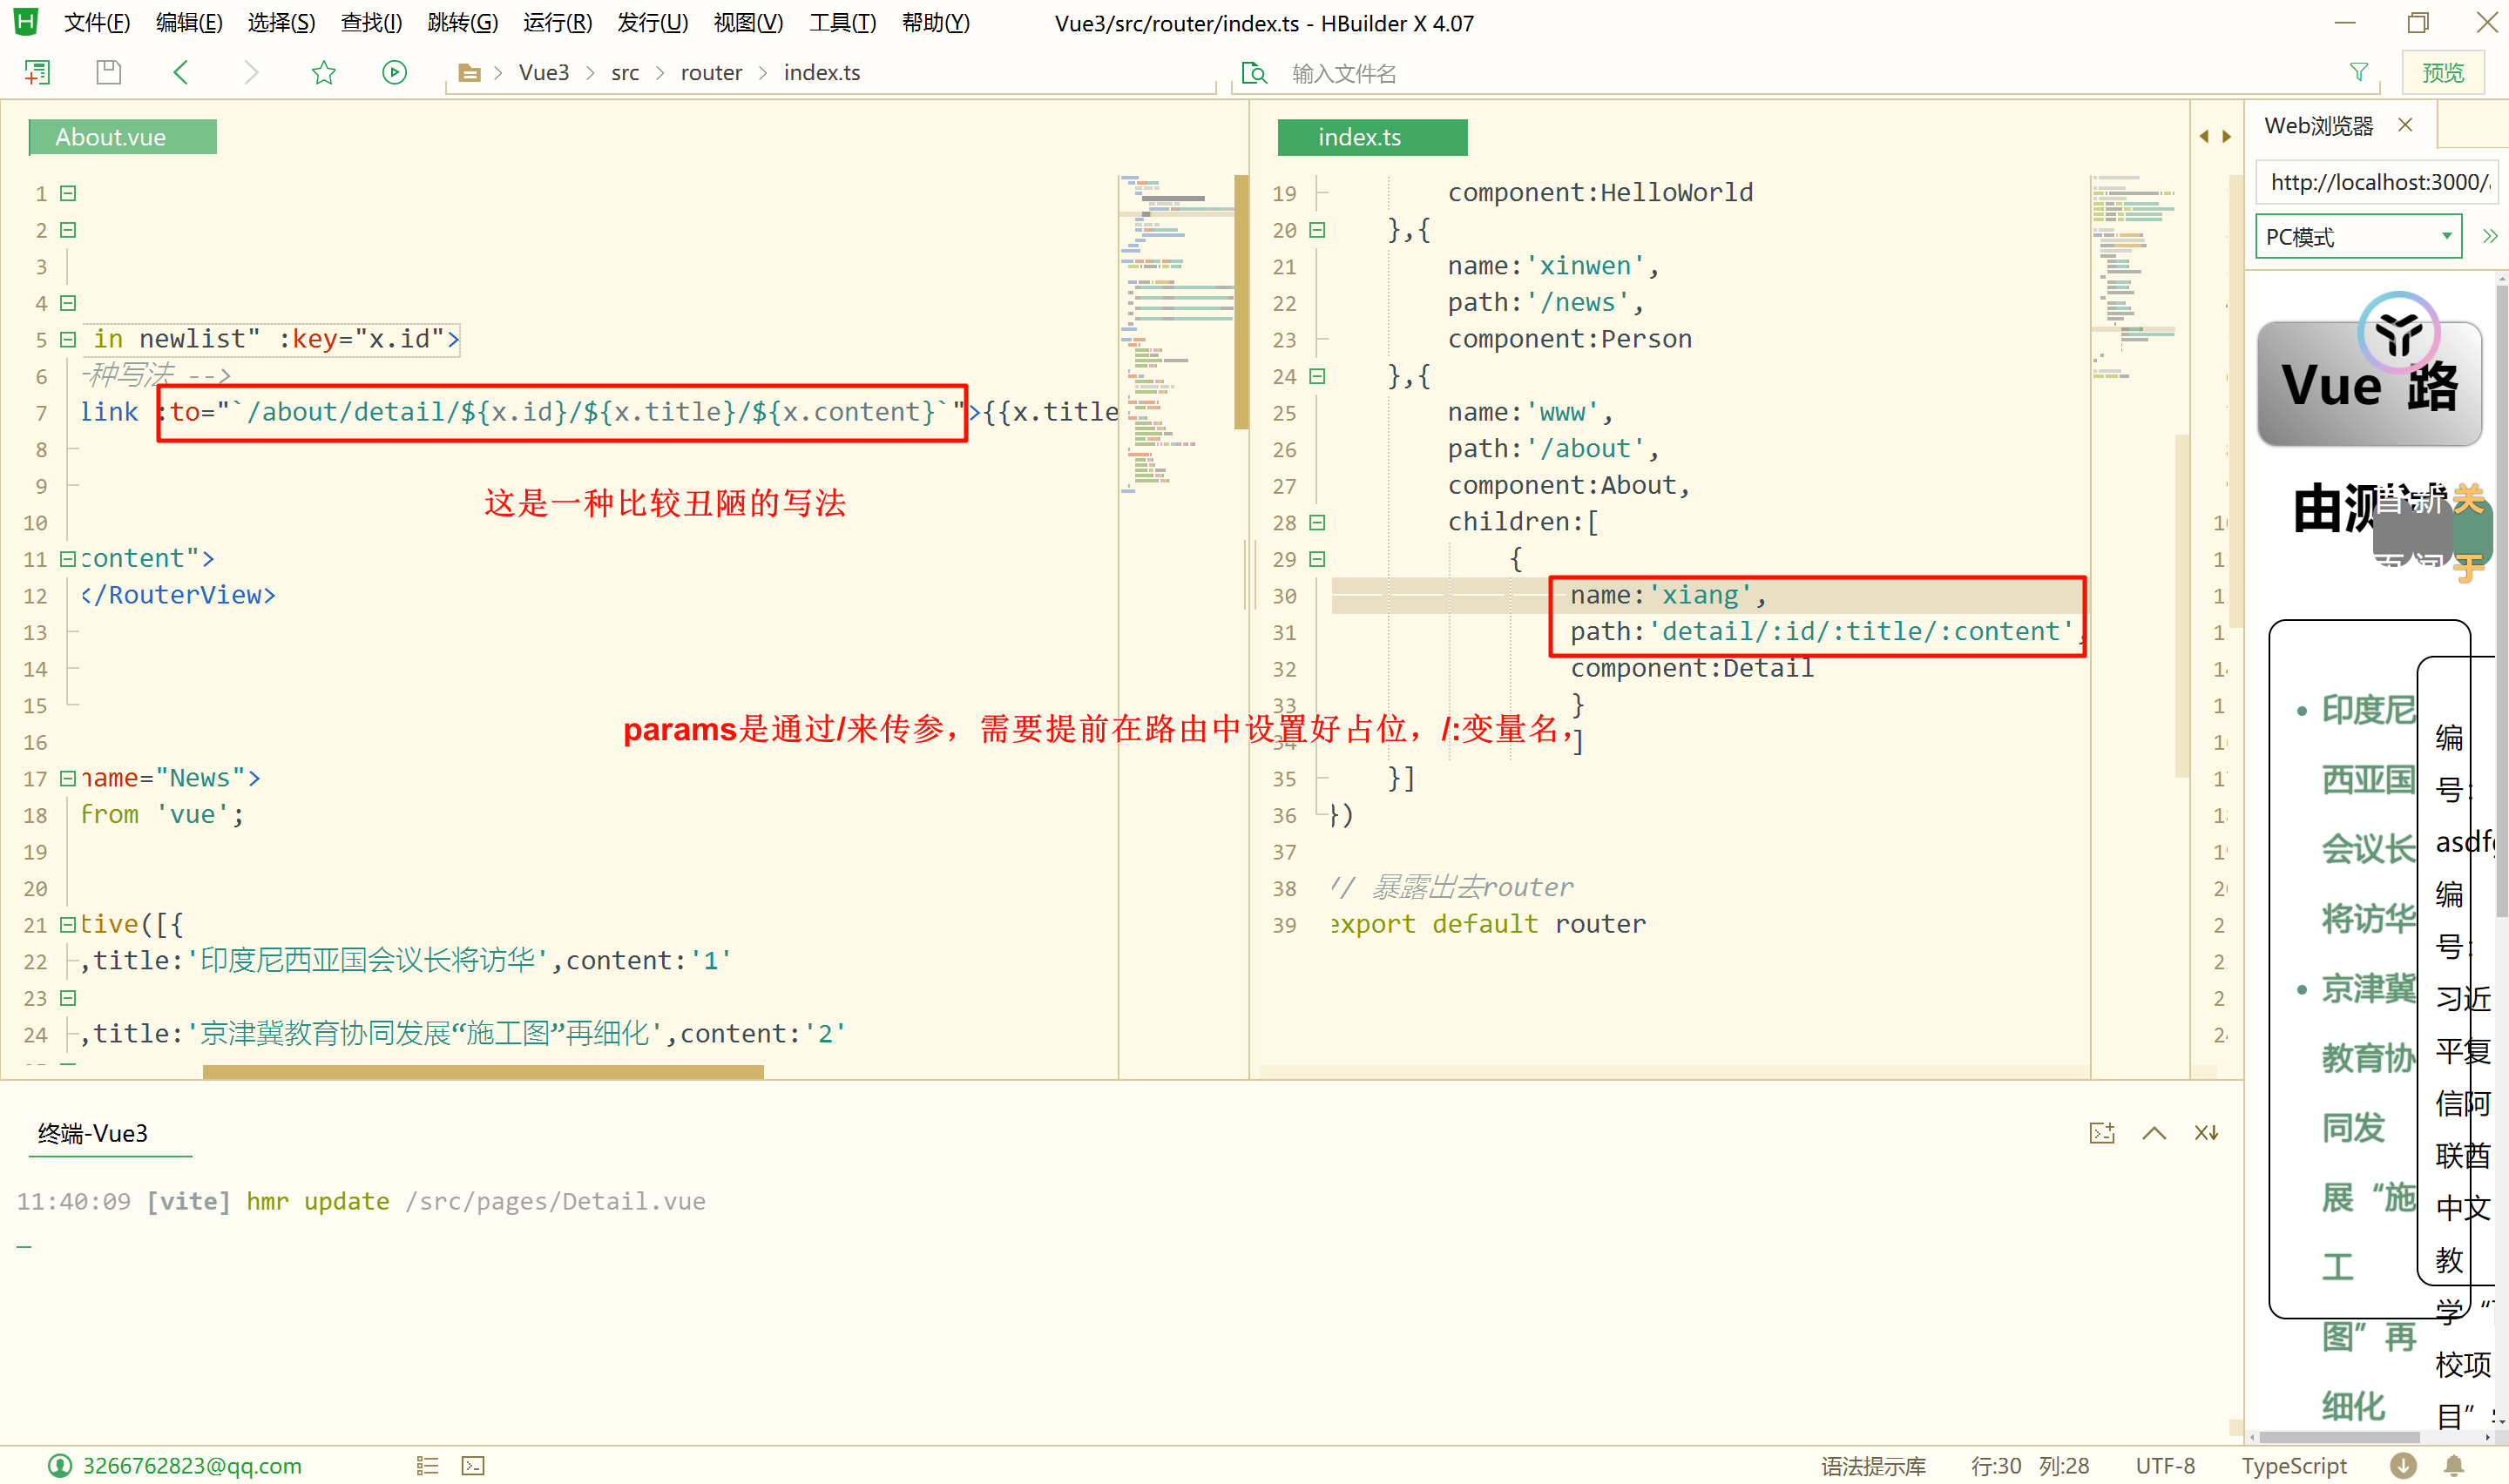 文件(F) 编辑(E) 选择(S) 查找(I) 跳转(G) 运行(R) 发行(U) 视图(V) 工具(T) 帮助(Y) Vue3/src/router/index.ts - HBuilder X 4.07
Vue3 > src > router > index.ts 输入文件名 预览
About.vue
1
2
3
4
5 in newlist" :key="x.id">
6 一种写法 -->
7 link :to="`/about/detail/${x.id}/${x.title}/${x.content}`">{{x.title
8
这是一种比较丑陋的写法
9
10
11 content">
12 </RouterView>
13
14
15
params是通过/来传参，需要提前在路由中设置好占位，/:变量名，
16
17 name="News">
18 from 'vue';
19
20
21 tive([{
22 ,title:'印度尼西亚国会议长将访华',content:'1'
23
24 ,title:'京津冀教育协同发展“施工图”再细化',content:'2'
index.ts
19 component:HelloWorld
20 },{
21 name:'xinwen',
22 path:'/news',
23 component:Person
24 },{
25 name:'www',
26 path:'/about',
27 component:About,
28 children:[
29 {
30 name:'xiang',
31 path:'detail/:id/:title/:content',
32 component:Detail
33 }
34 ]
35 }]
36 })
37
38 // 暴露出去router
39 export default router
Web浏览器
http://localhost:3000/
PC模式
Vue 路
由测试
首 新 关
页 闻 于
印度尼
西亚国
会议长
将访华
京津冀
教育协
同发
展“施
工
图”再
细化
编
号：
asdf
编
号：
习近
平复
信阿
联酋
中文
教
学“
校项
目”
终端-Vue3
11:40:09 [vite] hmr update /src/pages/Detail.vue
3266762823@qq.com 语法提示库 行:30 列:28 UTF-8 TypeScript